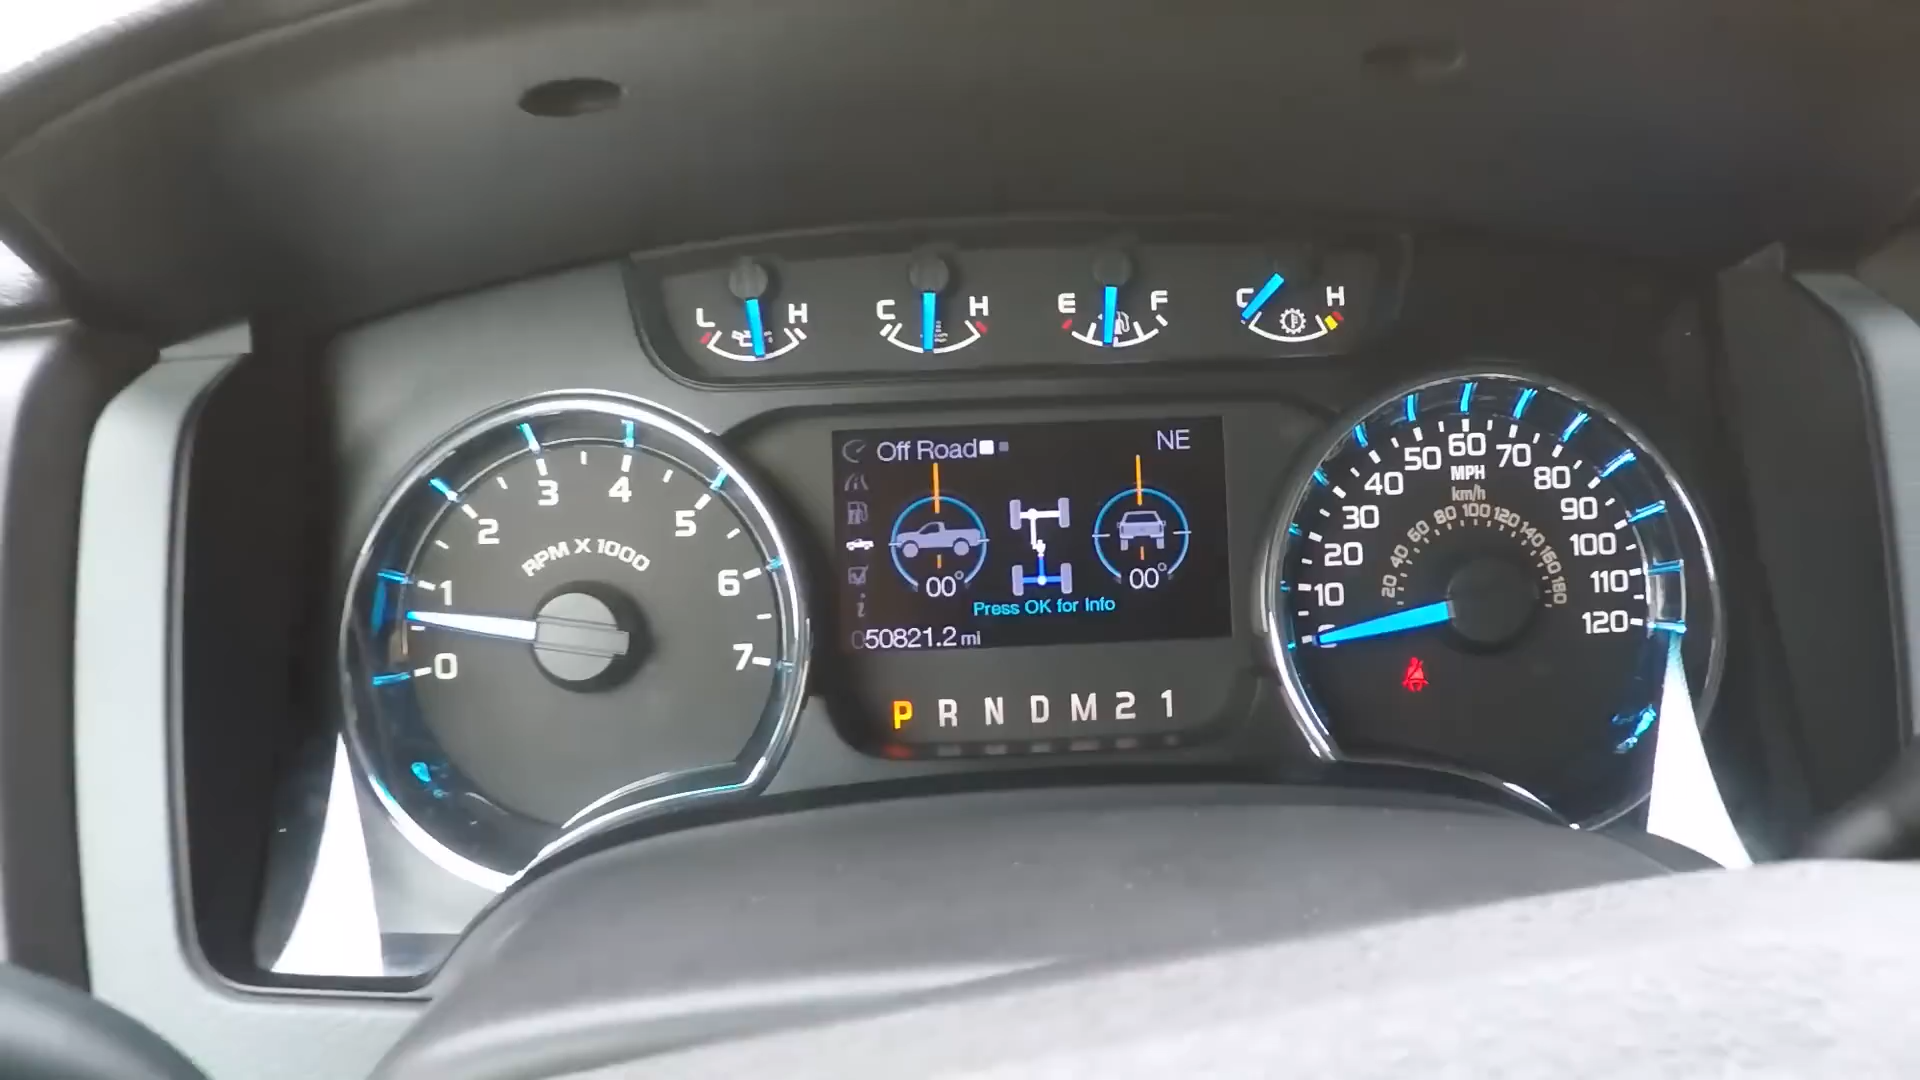 L H
C H
E F
C H
0 1 2 3 4 5 6 7
RPM X 1000
Off Road
NE
00°
00°
Press OK for Info
050821.2 mi
P R N D M 2 1
0 10 20 30 40 50 60 70 80 90 100 110 120
MPH
km/h
20 40 60 80 100 120 140 160 180